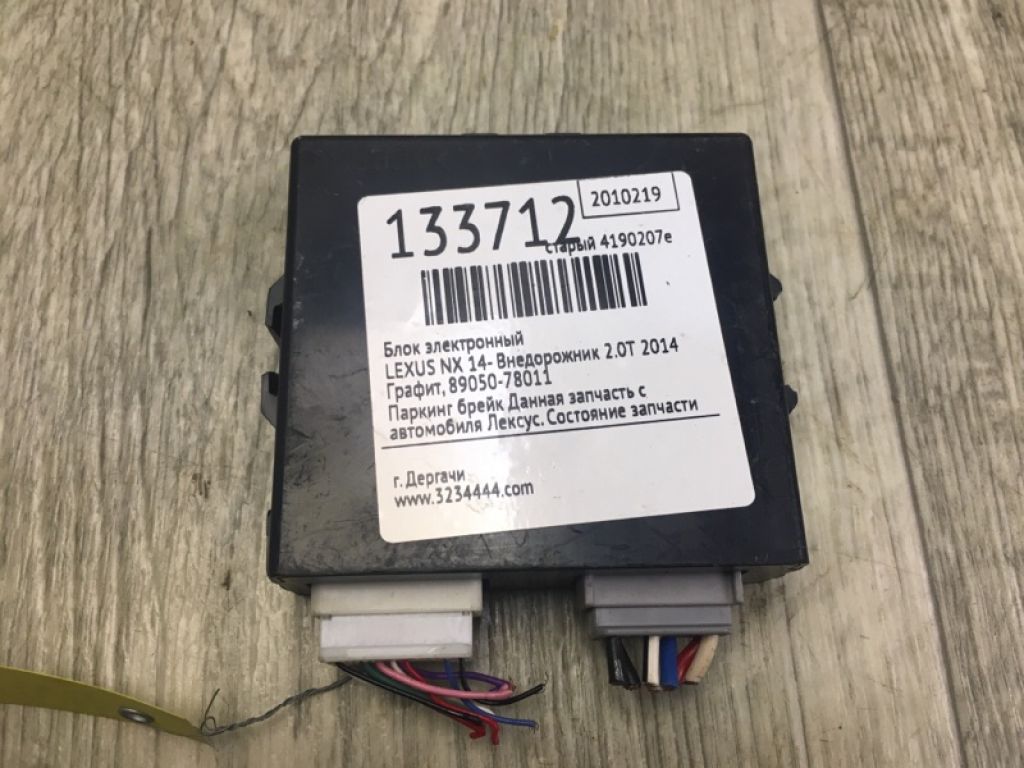 133712
2010219
старый 4190207е
Блок электронный
LEXUS NX 14- Внедорожник 2.0T 2014
Графит, 89050-78011
Паркинг брейк Данная запчасть с
автомобиля Лексус. Состояние запчасти
г. Дергачи
www.3234444.com